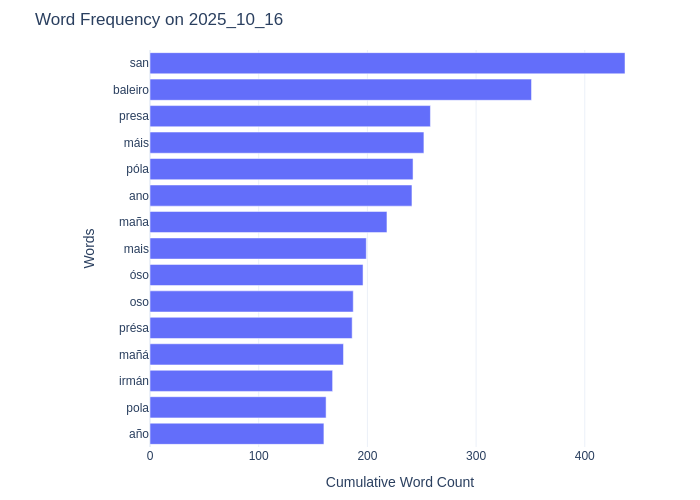 Word Frequency on 2025_10_16
Words
san
baleiro
presa
máis
póla
ano
maña
mais
óso
oso
présa
mañá
irmán
pola
año
0 100 200 300 400
Cumulative Word Count